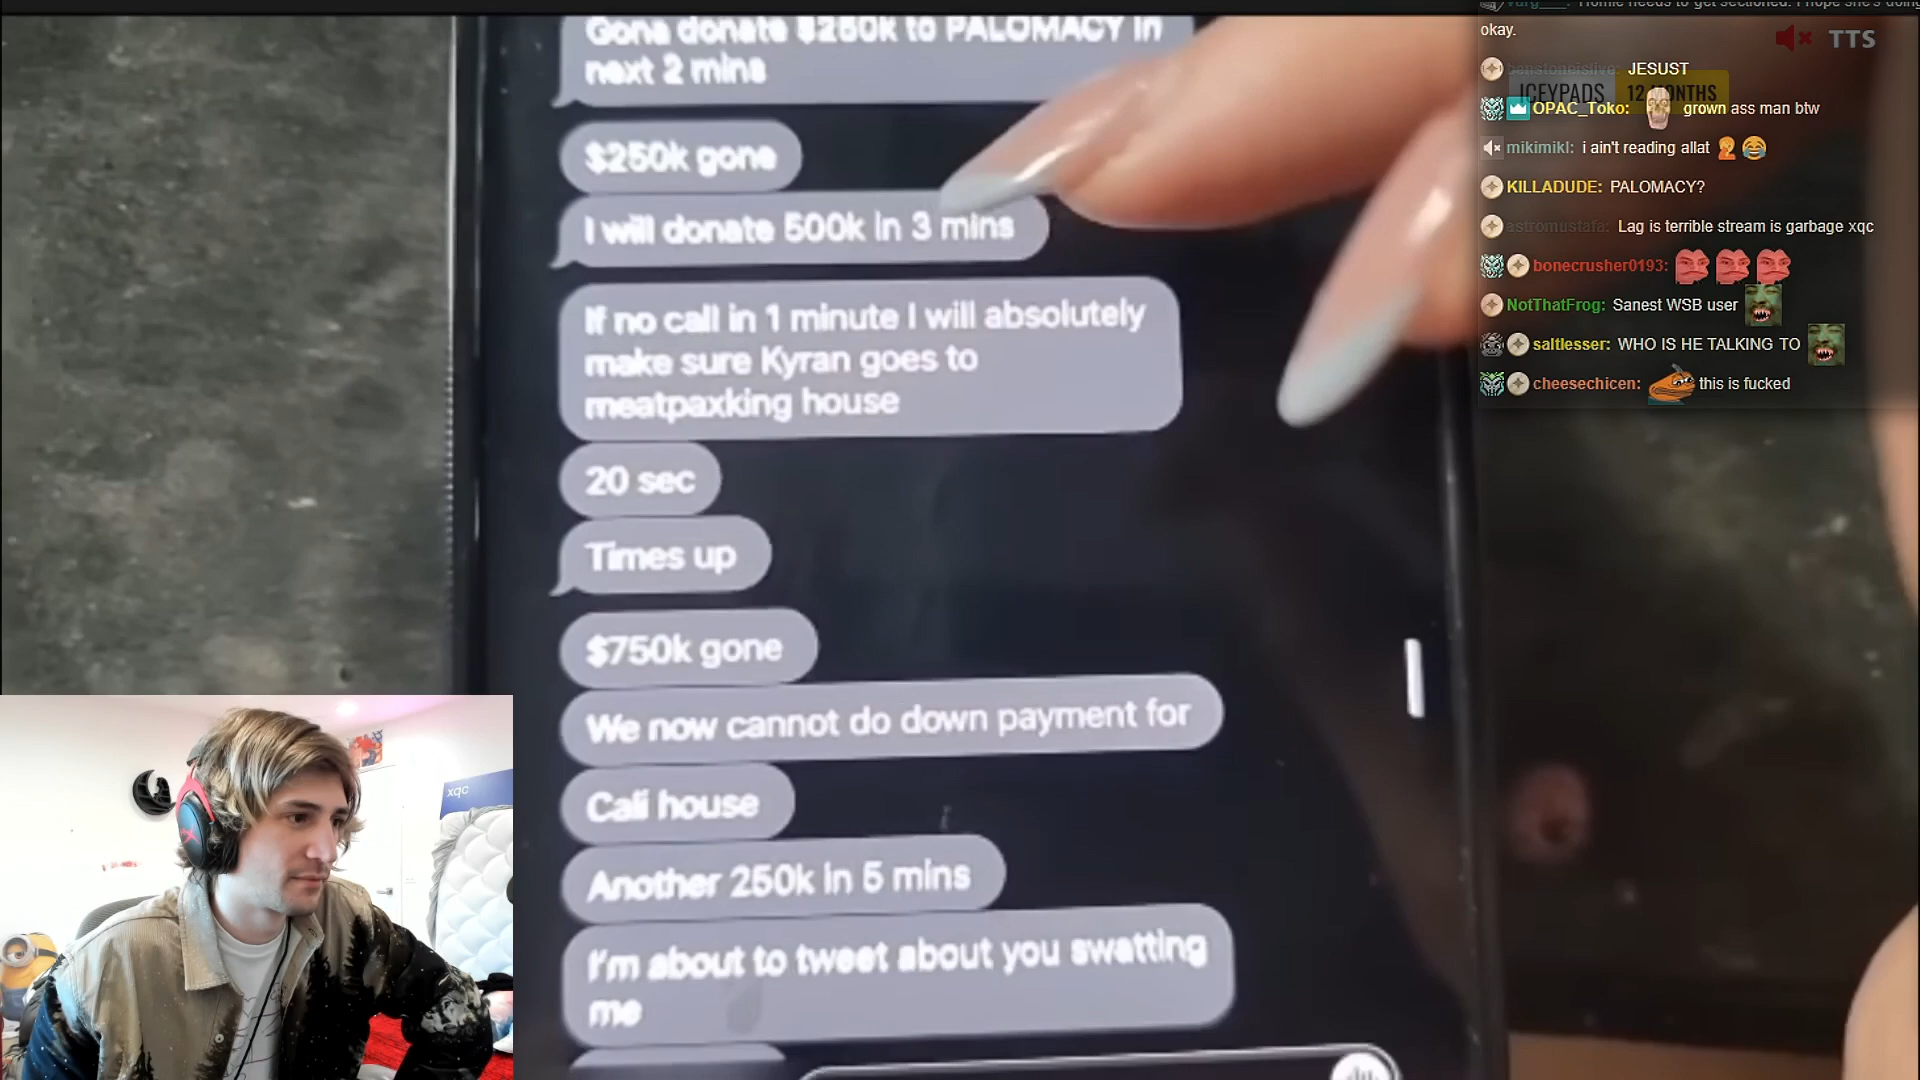 Gona donate $250k to PALOMACY in
next 2 mins
$250k gone
I will donate 500k in 3 mins
If no call in 1 minute I will absolutely
make sure Kyran goes to
meatpaxking house
20 sec
Times up
$750k gone
We now cannot do down payment for
Cali house
Another 250k in 5 mins
I'm about to tweet about you swatting
me
xqc
okay.
TTS
JESUST
ICEYPADS 12 MONTHS
OPAC_Toko: grown ass man btw
mikimikl: i ain't reading allat
KILLADUDE: PALOMACY?
astromustafa: Lag is terrible stream is garbage xqc
bonecrusher0193:
NotThatFrog: Sanest WSB user
saltlesser: WHO IS HE TALKING TO
cheesechicen: this is fucked